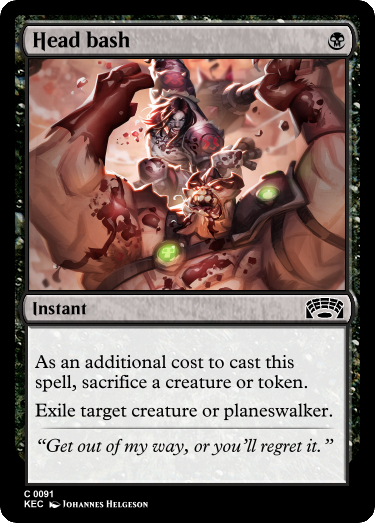 Head bash
Instant
As an additional cost to cast this
spell, sacrifice a creature or token.
Exile target creature or planeswalker.
“Get out of my way, or you’ll regret it.”
C 0091
KEC Johannes Helgeson